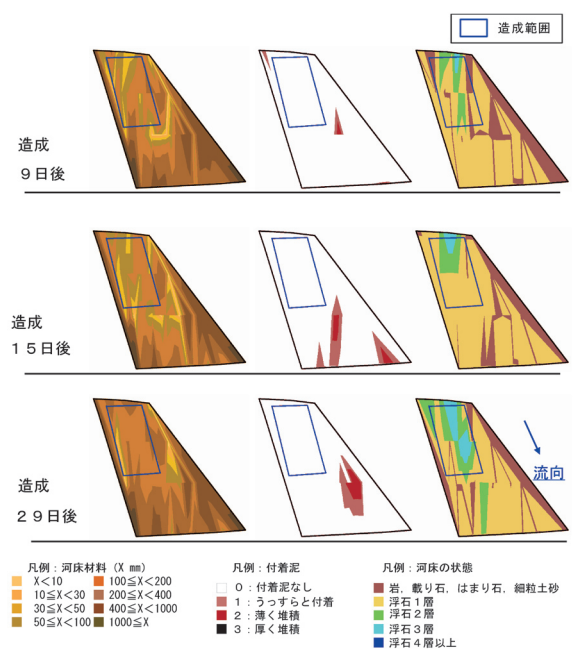 造成範囲
造成
9日後
造成
15日後
造成
29日後
流向
凡例：河床材料（X mm）
X＜10
10≦X＜30
30≦X＜50
50≦X＜100
100≦X＜200
200≦X＜400
400≦X＜1000
1000≦X
凡例：付着泥
0：付着泥なし
1：うっすらと付着
2：薄く堆積
3：厚く堆積
凡例：河床の状態
岩，載り石，はまり石，細粒土砂
浮石1層
浮石2層
浮石3層
浮石4層以上